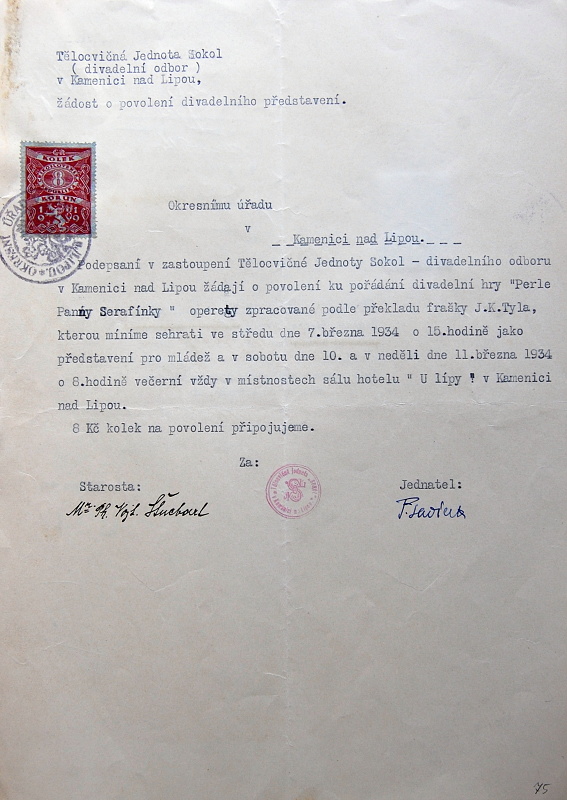 Tělocvičná Jednota Sokol
( divadelní odbor )
v Kamenici nad Lipou,
žádost o povolení divadelního představení.
KOLEK
8
KORUN
Okresnímu úřadu
v
_ _ Kamenici nad Lipou. _ _ _
Podepsaní v zastoupení Tělocvičné Jednoty Sokol - divadelního odboru
v Kamenici nad Lipou žádají o povolení ku pořádání divadelní hry "Perle
Panny Serafínky " operety zpracované podle překladu frašky J.K.Tyla,
kterou míníme sehrati ve středu dne 7.března 1934 o 15.hodině jako
představení pro mládež a v sobotu dne 10. a v neděli dne 11.března 1934
o 8.hodině večerní vždy v místnostech sálu hotelu " U lípy " v Kamenici
nad Lipou.
8 Kč kolek na povolení připojujeme.
Za:
Starosta:
Jednatel:
75